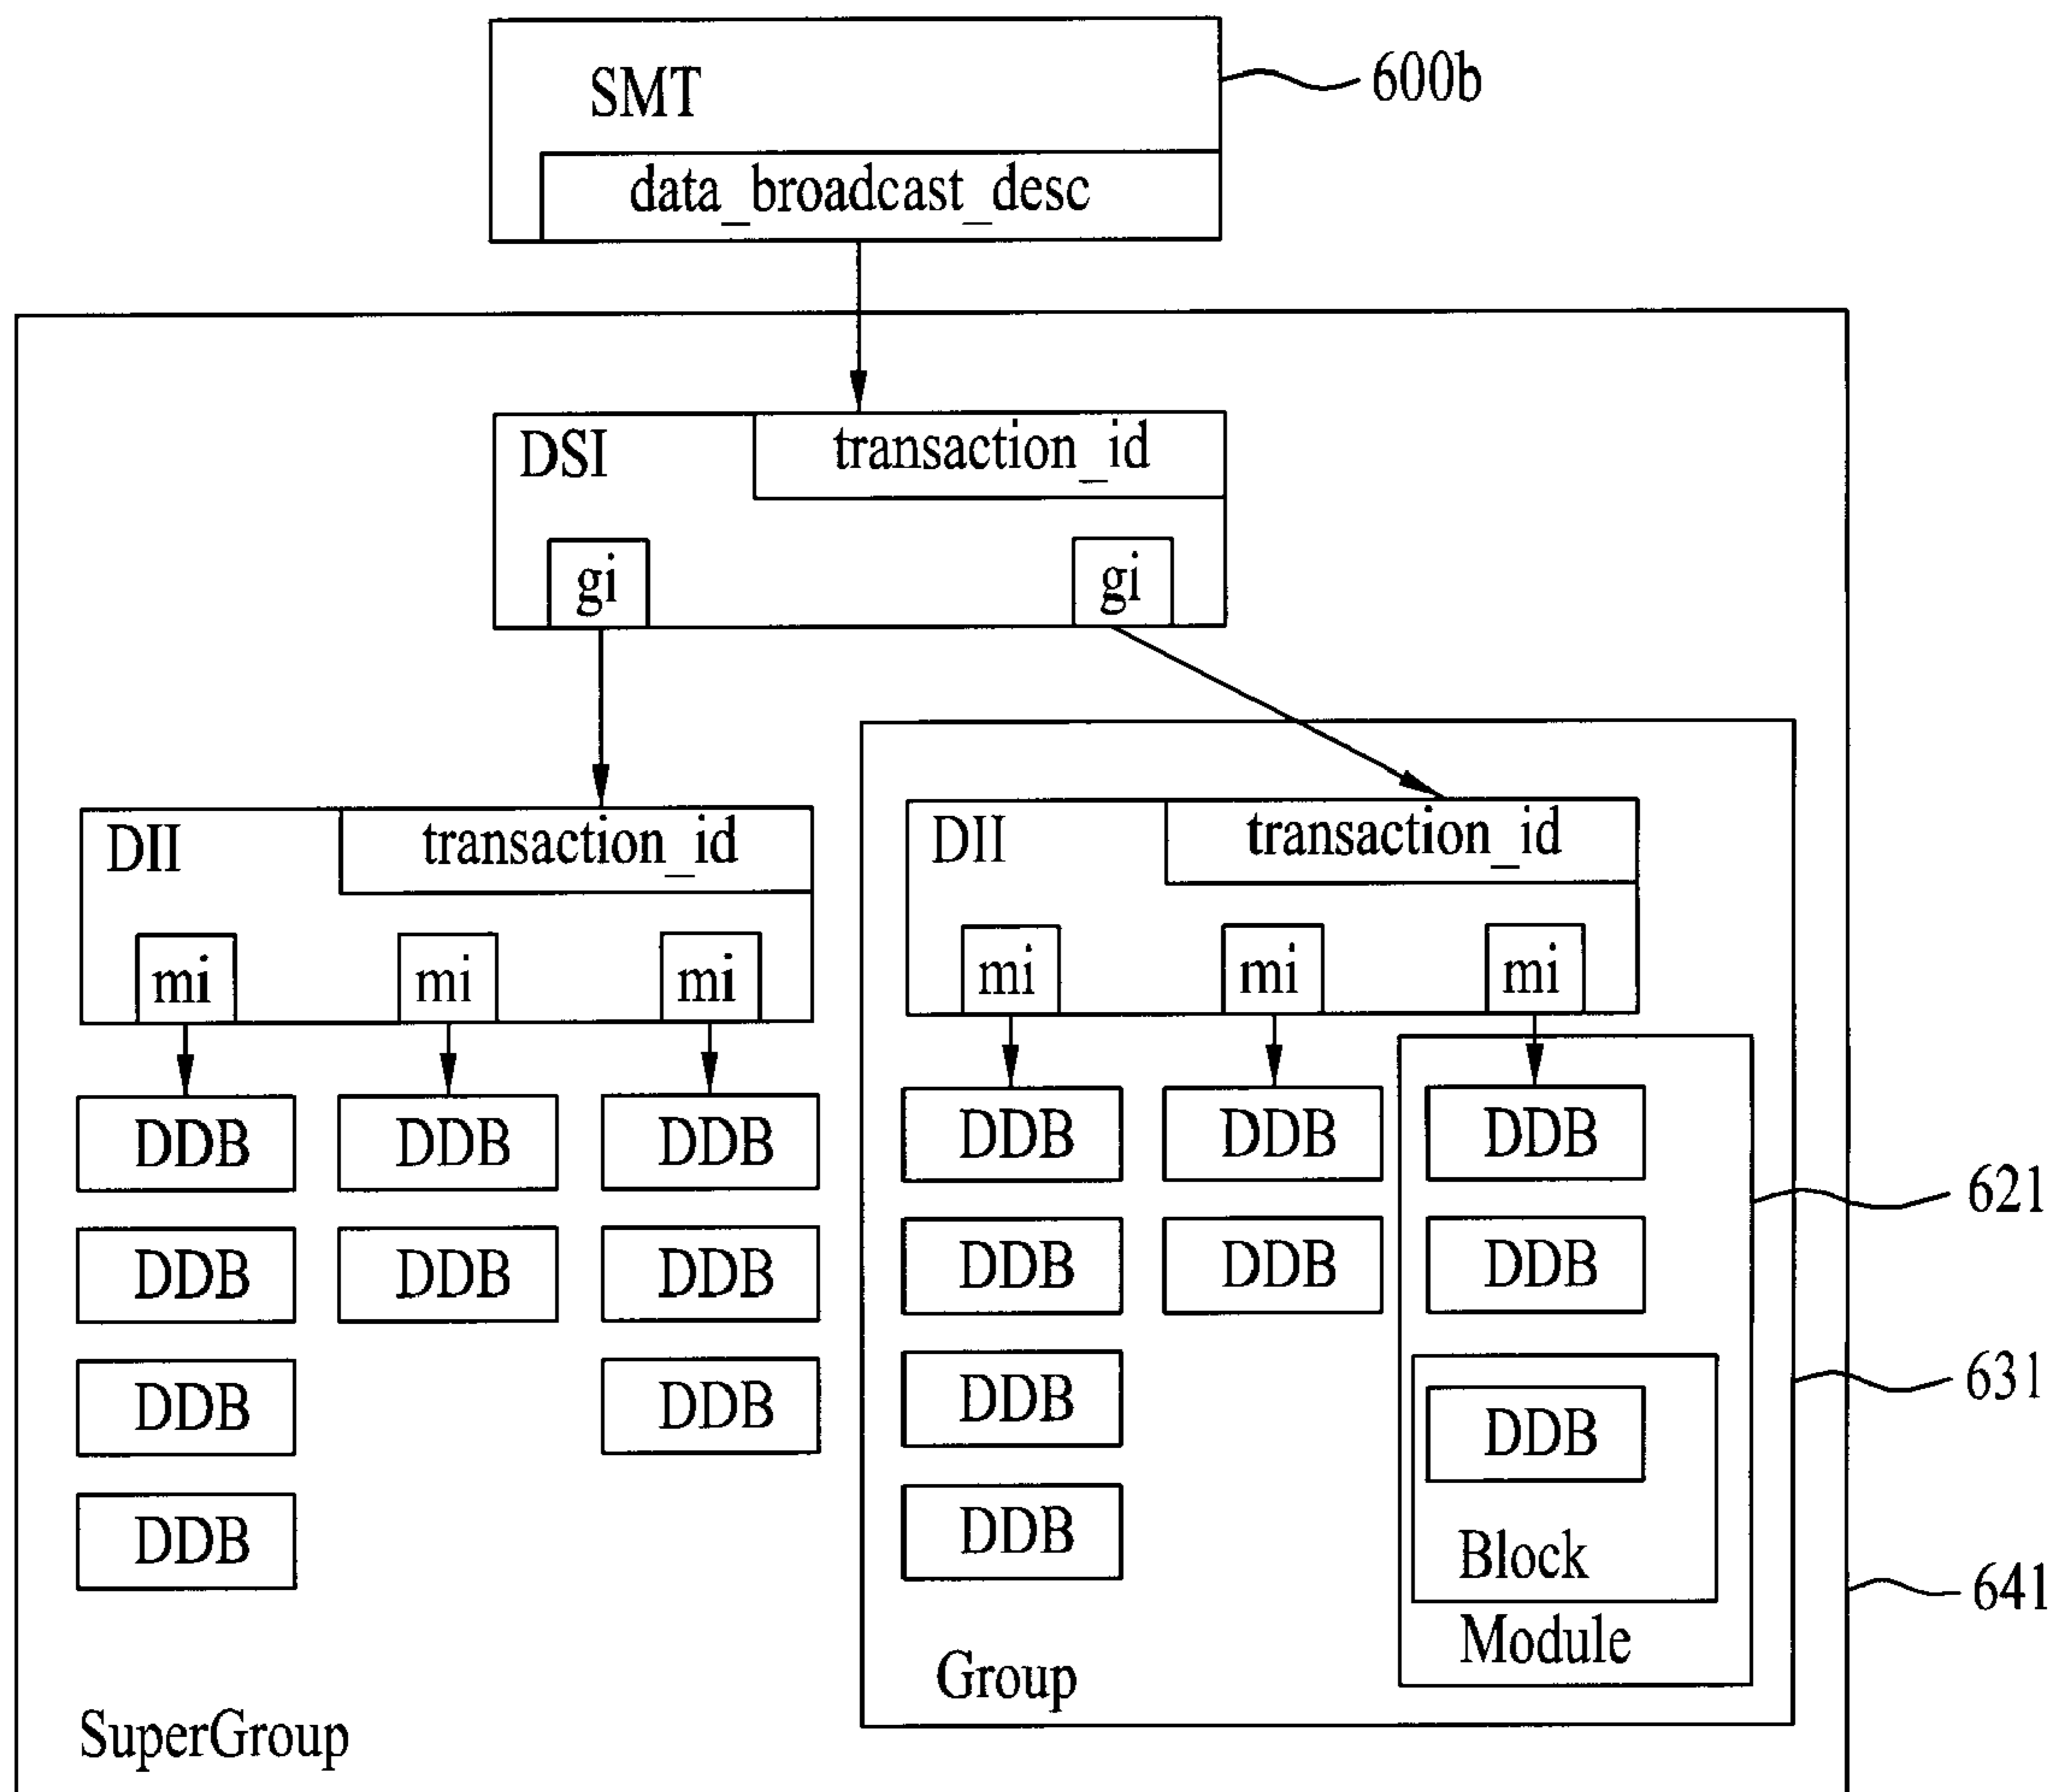 SMT
600b
data_broadcast_desc
DSI
transaction_id
gi
gi
DII
transaction_id
DII
transaction_id
mi
mi
mi
mi
mi
mi
DDB
DDB
DDB
DDB
DDB
DDB
621
DDB
DDB
DDB
DDB
DDB
DDB
631
DDB
DDB
DDB
DDB
DDB
DDB
Block
641
Module
Group
SuperGroup